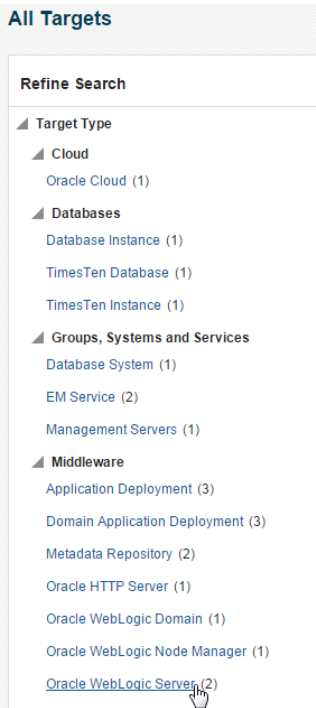 All Targets
Refine Search
Target Type
Cloud
Oracle Cloud (1)
Databases
Database Instance (1)
TimesTen Database (1)
TimesTen Instance (1)
Groups, Systems and Services
Database System (1)
EM Service (2)
Management Servers (1)
Middleware
Application Deployment (3)
Domain Application Deployment (3)
Metadata Repository (2)
Oracle HTTP Server (1)
Oracle WebLogic Domain (1)
Oracle WebLogic Node Manager (1)
Oracle WebLogic Server (2)